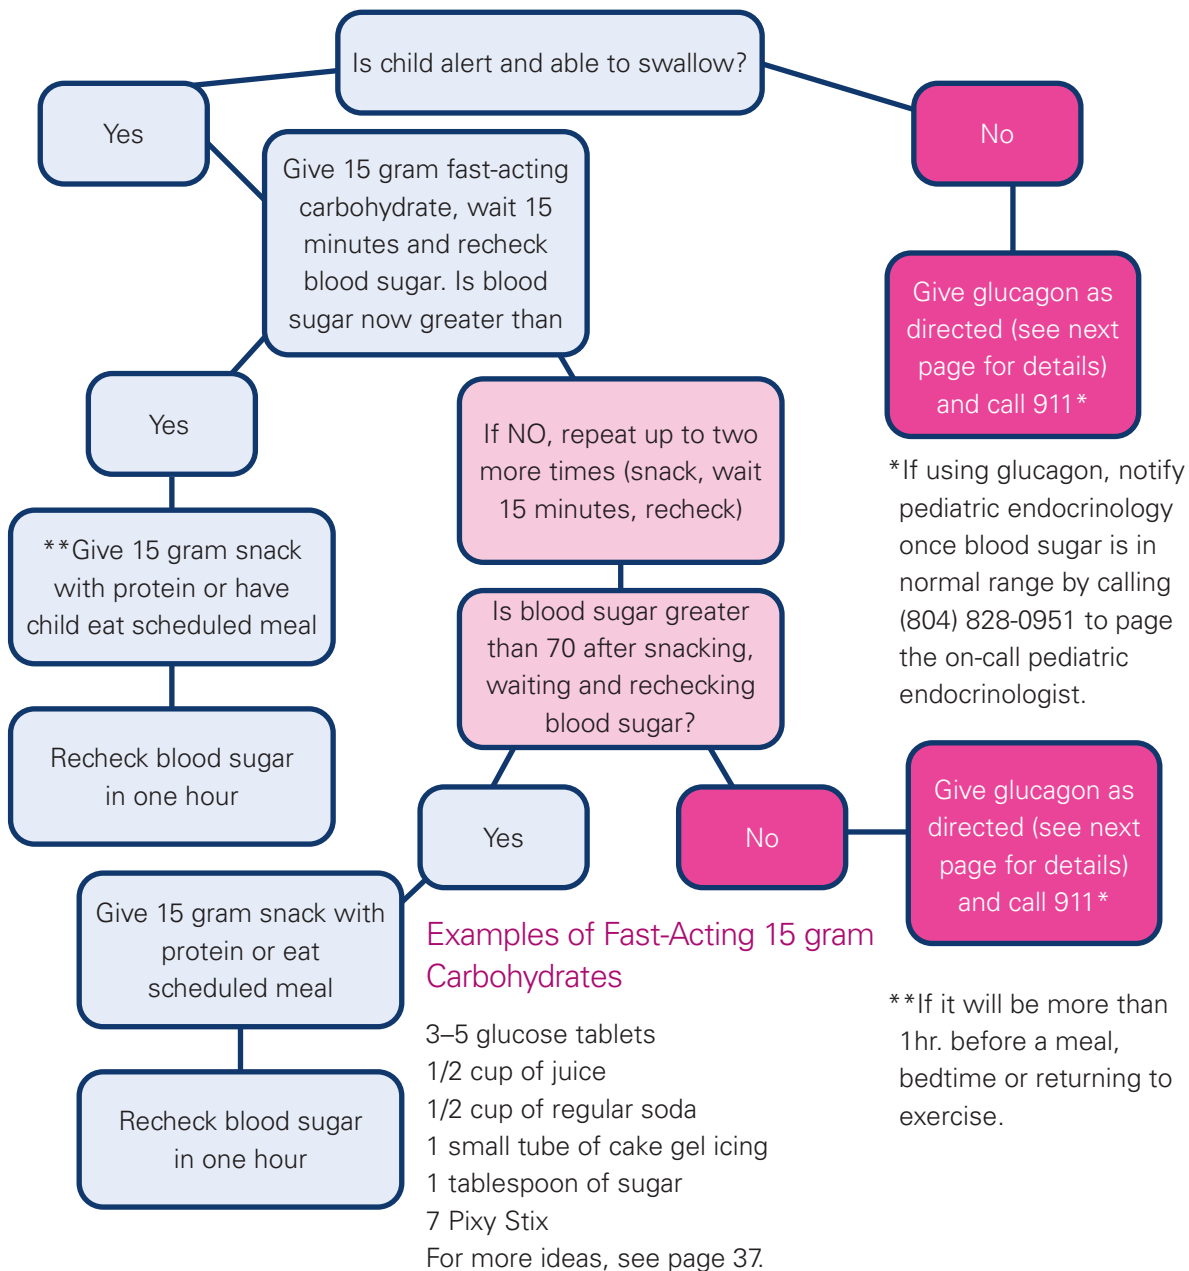 Is child alert and able to swallow?
Yes
No
Give 15 gram fast-acting
carbohydrate, wait 15
minutes and recheck
blood sugar. Is blood
sugar now greater than
Give glucagon as
directed (see next
page for details)
and call 911*
Yes
If NO, repeat up to two
more times (snack, wait
15 minutes, recheck)
*If using glucagon, notify
pediatric endocrinology
once blood sugar is in
normal range by calling
(804) 828-0951 to page
the on-call pediatric
endocrinologist.
**Give 15 gram snack
with protein or have
child eat scheduled meal
Is blood sugar greater
than 70 after snacking,
waiting and rechecking
blood sugar?
Recheck blood sugar
in one hour
Yes
No
Give glucagon as
directed (see next
page for details)
and call 911*
Give 15 gram snack with
protein or eat
scheduled meal
Recheck blood sugar
in one hour
Examples of Fast-Acting 15 gram
Carbohydrates
3–5 glucose tablets
1/2 cup of juice
1/2 cup of regular soda
1 small tube of cake gel icing
1 tablespoon of sugar
7 Pixy Stix
For more ideas, see page 37.
**If it will be more than
1hr. before a meal,
bedtime or returning to
exercise.